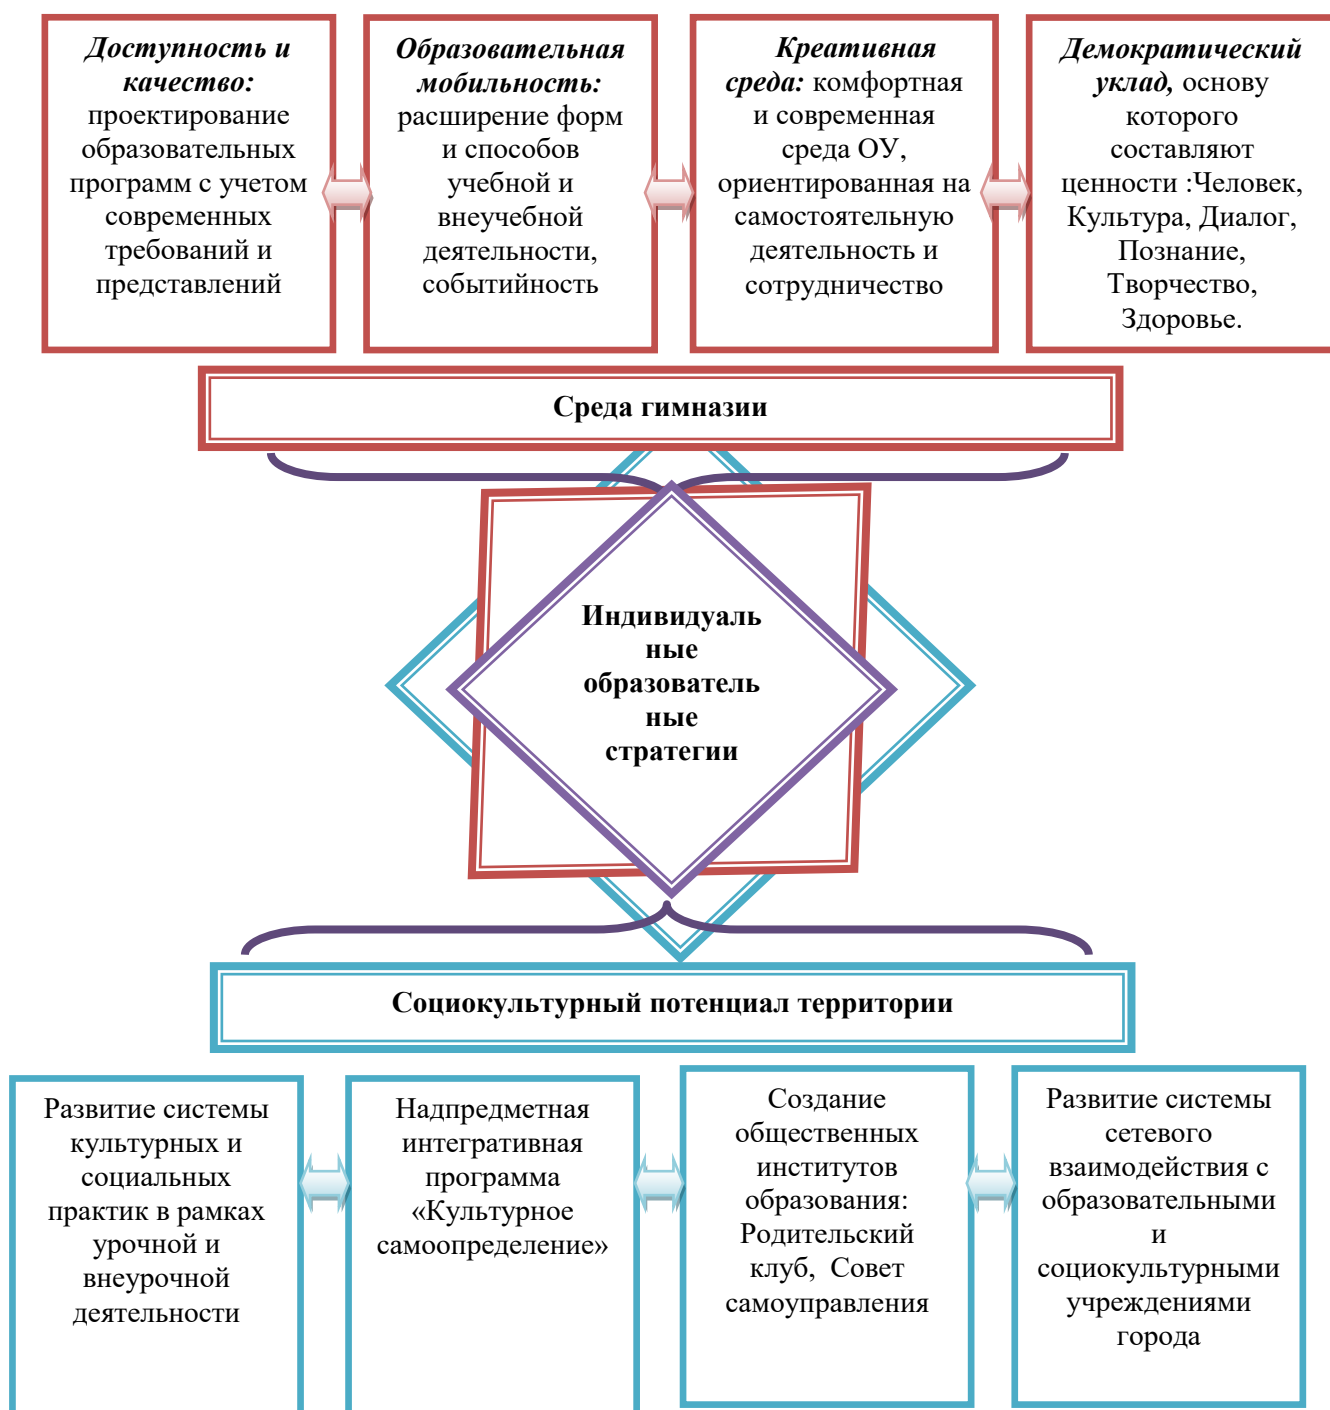 Доступность и
качество:
проектирование
образовательных
программ с учетом
современных
требований и
представлений
Образовательная
мобильность:
расширение форм
и способов
учебной и
внеучебной
деятельности,
событийность
Креативная
среда: комфортная
и современная
среда ОУ,
ориентированная на
самостоятельную
деятельность и
сотрудничество
Демократический
уклад, основу
которого
составляют
ценности :Человек,
Культура, Диалог,
Познание,
Творчество,
Здоровье.
Среда гимназии
Индивидуаль
ные
образователь
ные
стратегии
Социокультурный потенциал территории
Развитие системы
культурных и
социальных
практик в рамках
урочной и
внеурочной
деятельности
Надпредметная
интегративная
программа
«Культурное
самоопределение»
Создание
общественных
институтов
образования:
Родительский
клуб,  Совет
самоуправления
Развитие системы
сетевого
взаимодействия с
образовательными
и
социокультурными
учреждениями
города